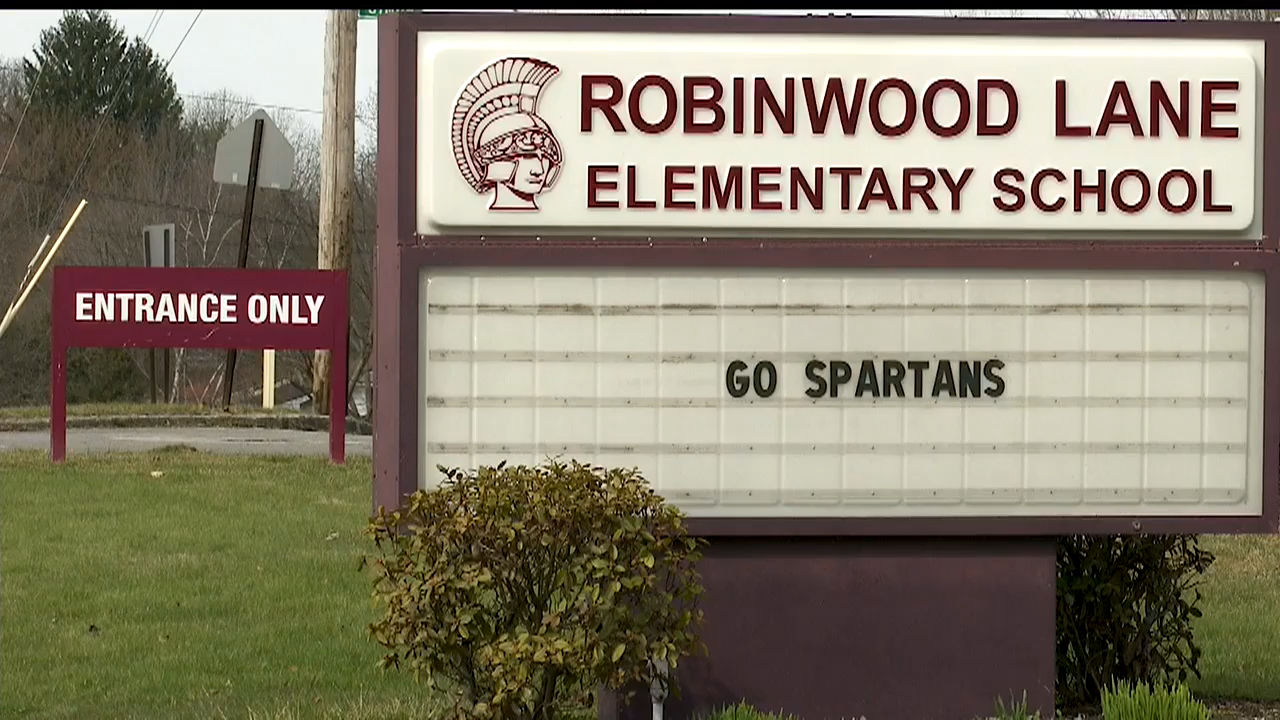 ROBINWOOD LANE
ELEMENTARY SCHOOL
ENTRANCE ONLY
GO SPARTANS